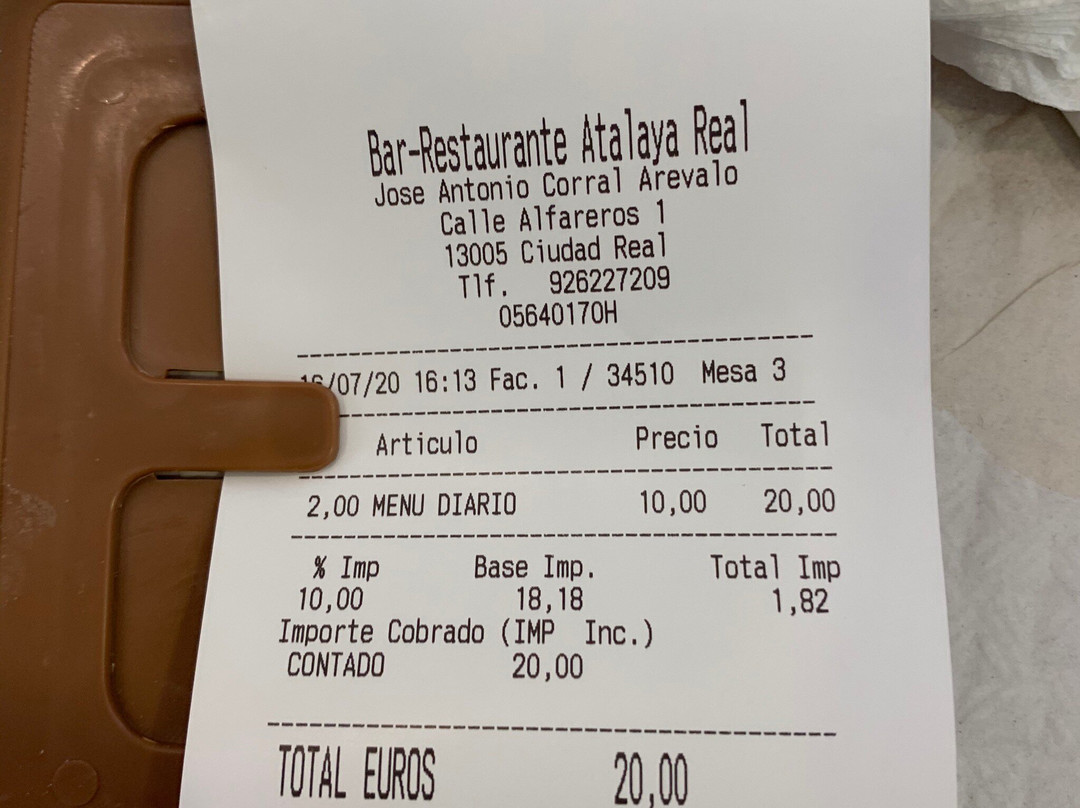 Bar-Restaurante Atalaya Real
Jose Antonio Corral Arevalo
Calle Alfareros 1
13005 Ciudad Real
Tlf. 926227209
05640170H
16/07/20 16:13 Fac. 1 / 34510 Mesa 3
Articulo Precio Total
2,00 MENU DIARIO 10,00 20,00
% Imp Base Imp. Total Imp
10,00 18,18 1,82
Importe Cobrado (IMP Inc.)
CONTADO 20,00
TOTAL EUROS 20,00